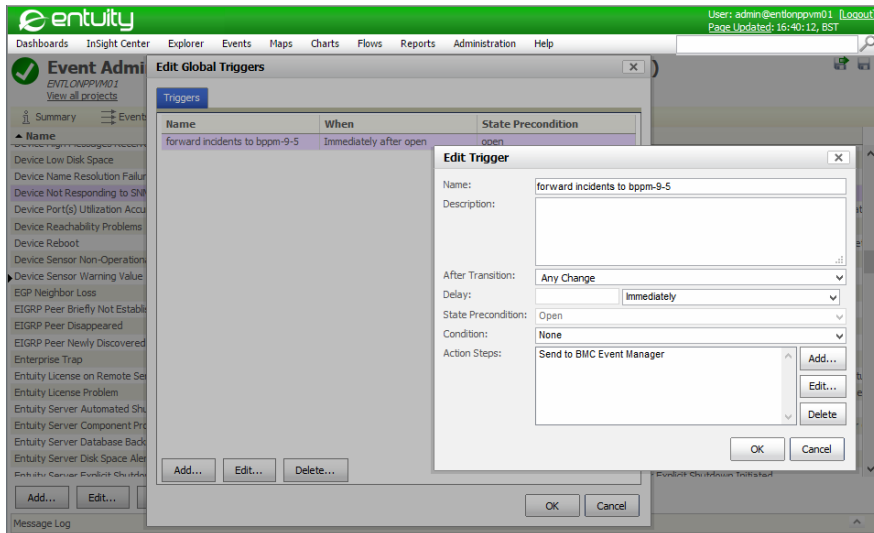 entuity
User: admin@entlonppvm01 [Logout]
Page Updated: 16:40:12, BST
Dashboards InSight Center Explorer Events Maps Charts Flows Reports Administration Help
Event Admi
ENTLONPPVM01
View all projects
Summary Event
Name
Device Low Disk Space
Device Name Resolution Failur
Device Not Responding to SNM
Device Port(s) Utilization Accu
Device Reachability Problems
Device Reboot
Device Sensor Non-Operation
Device Sensor Warning Value
EGP Neighbor Loss
EIGRP Peer Briefly Not Establis
EIGRP Peer Disappeared
EIGRP Peer Newly Discovered
Enterprise Trap
Entuity License on Remote Ser
Entuity License Problem
Entuity Server Automated Shu
Entuity Server Component Pro
Entuity Server Database Back
Entuity Server Disk Space Aler
Entuity Server Explicit Shutdow
Explicit Shutdown Initiated
Add... Edit...
Message Log
Edit Global Triggers
Triggers
Name When State Precondition
forward incidents to bppm-9-5 Immediately after open open
Add... Edit... Delete...
OK Cancel
Edit Trigger
Name: forward incidents to bppm-9-5
Description:
After Transition: Any Change
Delay: Immediately
State Precondition: Open
Condition: None
Action Steps: Send to BMC Event Manager
Add...
Edit...
Delete
OK Cancel